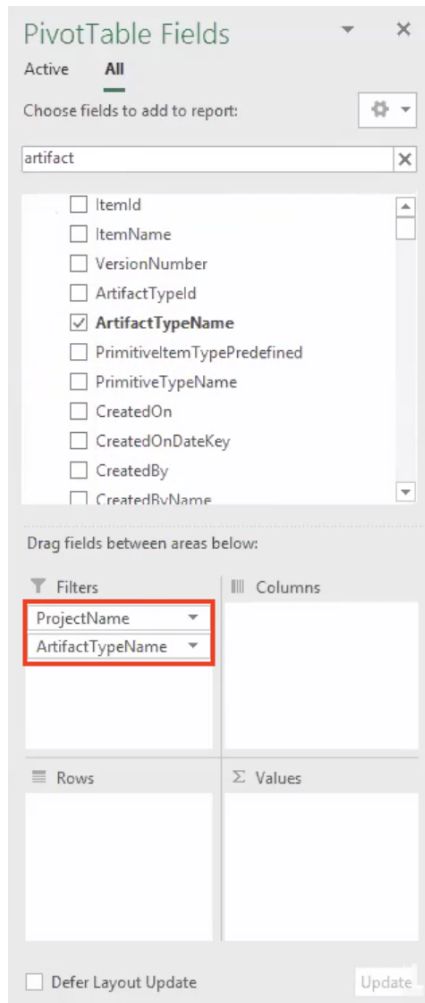 PivotTable Fields
Active All
Choose fields to add to report:
artifact
ItemId
ItemName
VersionNumber
ArtifactTypeId
ArtifactTypeName
PrimitiveItemTypePredefined
PrimitiveTypeName
CreatedOn
CreatedOnDateKey
CreatedBy
CreatedByName
Drag fields between areas below:
Filters Columns
ProjectName
ArtifactTypeName
Rows Values
Defer Layout Update Update